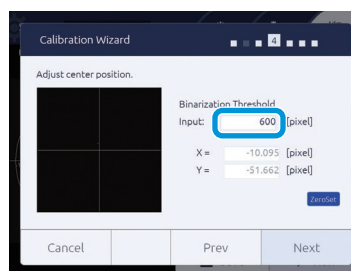 Calibration Wizard
4
Adjust center position.
Binarization Threshold
Input: 600 [pixel]
X = -10.095 [pixel]
Y = -51.662 [pixel]
ZeroSet
Cancel
Prev
Next